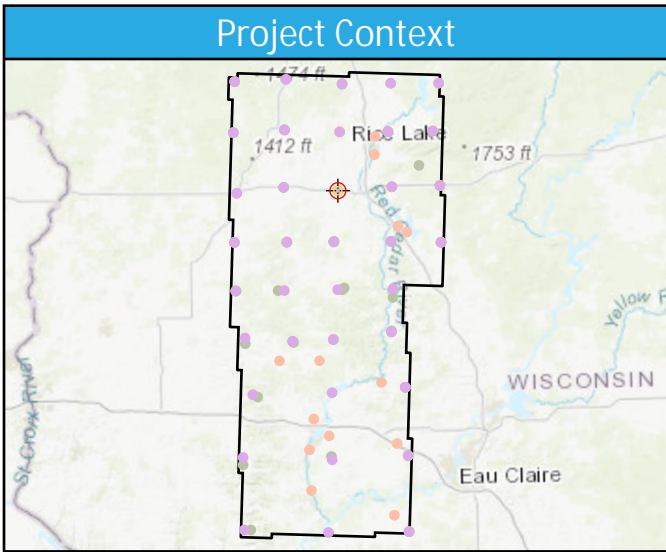 Project Context
1474 ft
Rice Lake
1412 ft
1753 ft
Red Cedar River
Yellow R
WISCONSIN
St Croix River
Eau Claire